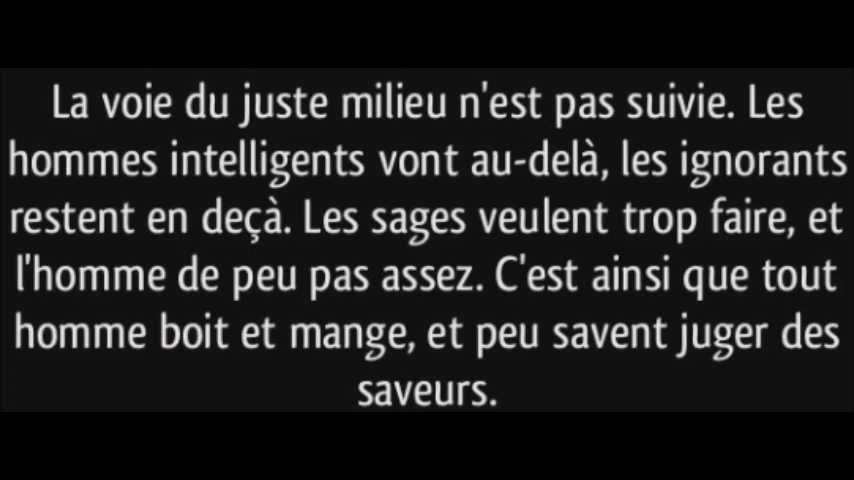 La voie du juste milieu n'est pas suivie. Les
hommes intelligents vont au-delà, les ignorants
restent en deçà. Les sages veulent trop faire, et
l'homme de peu pas assez. C'est ainsi que tout
homme boit et mange, et peu savent juger des
saveurs.